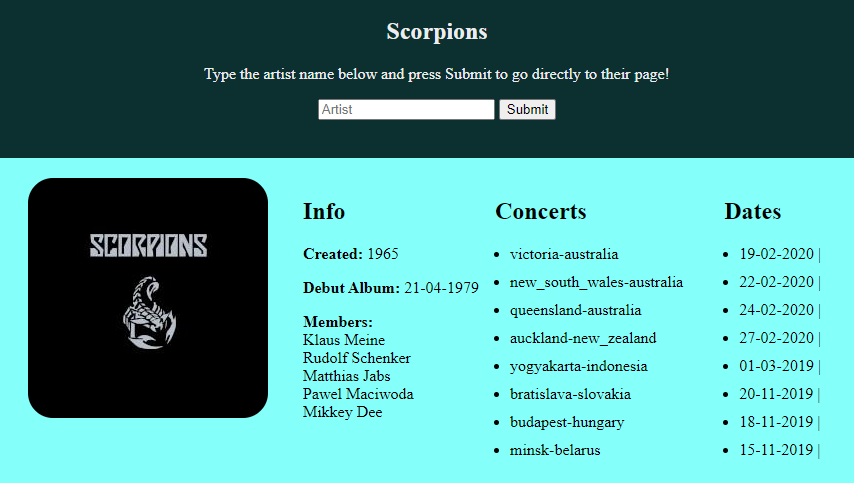 Scorpions
Type the artist name below and press Submit to go directly to their page!
Artist
Submit
SCORPIONS
Info
Created: 1965
Debut Album: 21-04-1979
Members:
Klaus Meine
Rudolf Schenker
Matthias Jabs
Pawel Maciwoda
Mikkey Dee
Concerts
victoria-australia
new_south_wales-australia
queensland-australia
auckland-new_zealand
yogyakarta-indonesia
bratislava-slovakia
budapest-hungary
minsk-belarus
Dates
19-02-2020 |
22-02-2020 |
24-02-2020 |
27-02-2020 |
01-03-2019 |
20-11-2019 |
18-11-2019 |
15-11-2019 |